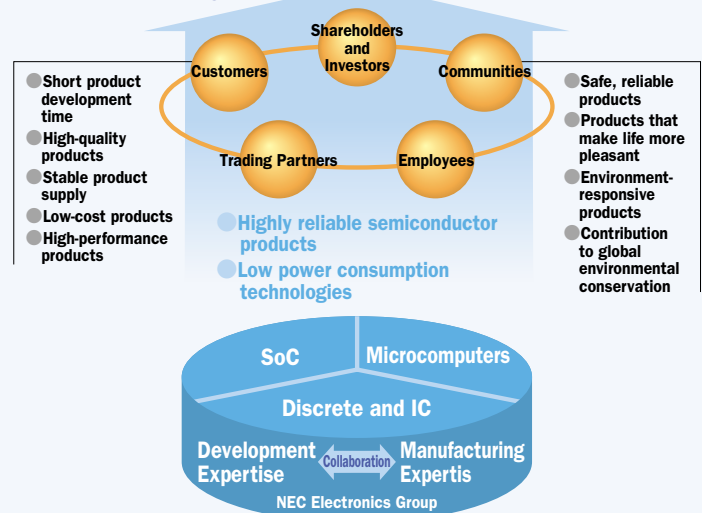 Shareholders
and
Investors
Customers
Communities
Trading Partners
Employees
Short product
development
time
High-quality
products
Stable product
supply
Low-cost products
High-performance
products
Safe, reliable
products
Products that
make life more
pleasant
Environment-
responsive
products
Contribution
to global
environmental
conservation
Highly reliable semiconductor
products
Low power consumption
technologies
SoC
Microcomputers
Discrete and IC
Development
Expertise
Collaboration
Manufacturing
Expertis
NEC Electronics Group